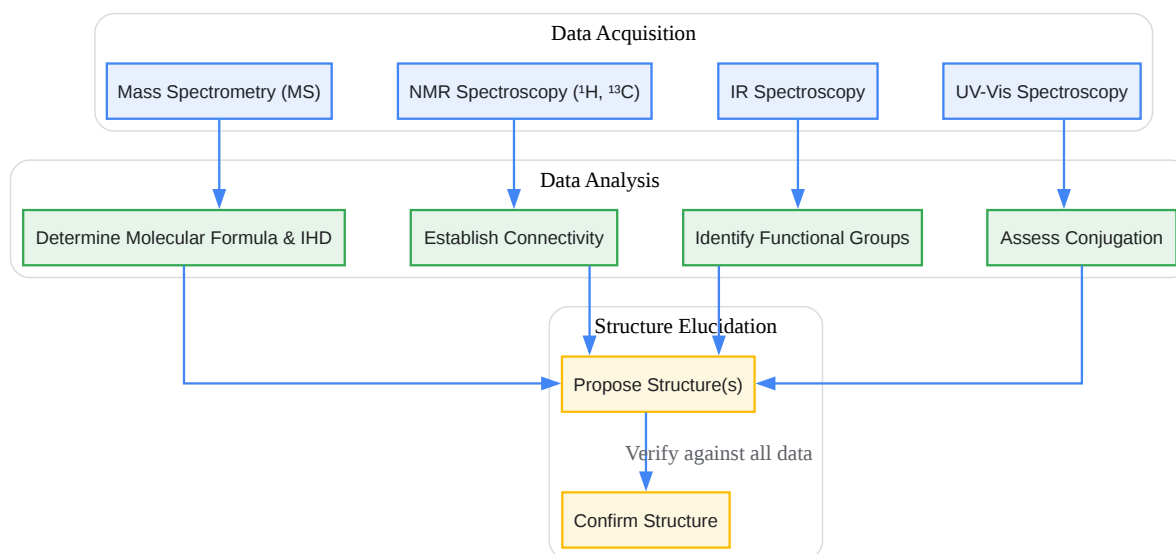 Data Acquisition
Mass Spectrometry (MS)
NMR Spectroscopy (¹H, ¹³C)
IR Spectroscopy
UV-Vis Spectroscopy
Data Analysis
Determine Molecular Formula & IHD
Establish Connectivity
Identify Functional Groups
Assess Conjugation
Structure Elucidation
Propose Structure(s)
Verify against all data
Confirm Structure